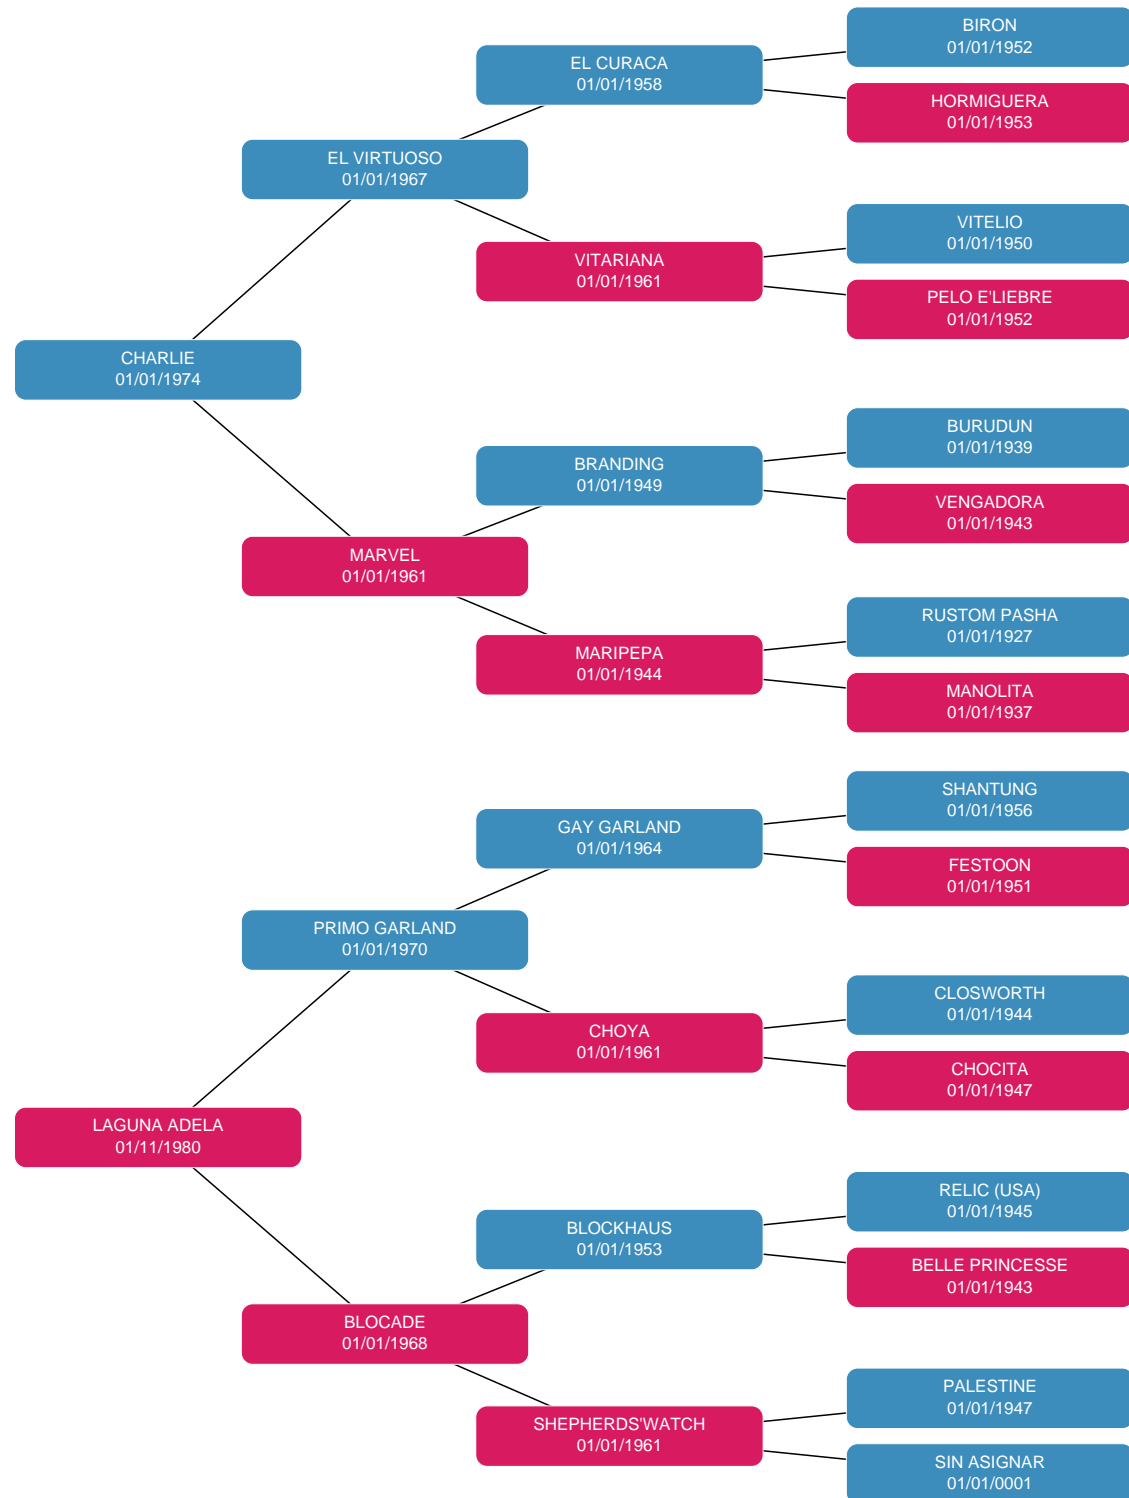 BIRON
01/01/1952
EL CURACA
01/01/1958
HORMIGUERA
01/01/1953
EL VIRTUOSO
01/01/1967
VITELIO
01/01/1950
VITARIANA
01/01/1961
PELO E'LIEBRE
01/01/1952
CHARLIE
01/01/1974
BURUDUN
01/01/1939
BRANDING
01/01/1949
VENGADORA
01/01/1943
MARVEL
01/01/1961
RUSTOM PASHA
01/01/1927
MARIPEPA
01/01/1944
MANOLITA
01/01/1937
SHANTUNG
01/01/1956
GAY GARLAND
01/01/1964
FESTOON
01/01/1951
PRIMO GARLAND
01/01/1970
CLOSWORTH
01/01/1944
CHOYA
01/01/1961
CHOCITA
01/01/1947
LAGUNA ADELA
01/11/1980
RELIC (USA)
01/01/1945
BLOCKHAUS
01/01/1953
BELLE PRINCESSE
01/01/1943
BLOCADE
01/01/1968
PALESTINE
01/01/1947
SHEPHERDS'WATCH
01/01/1961
SIN ASIGNAR
01/01/0001